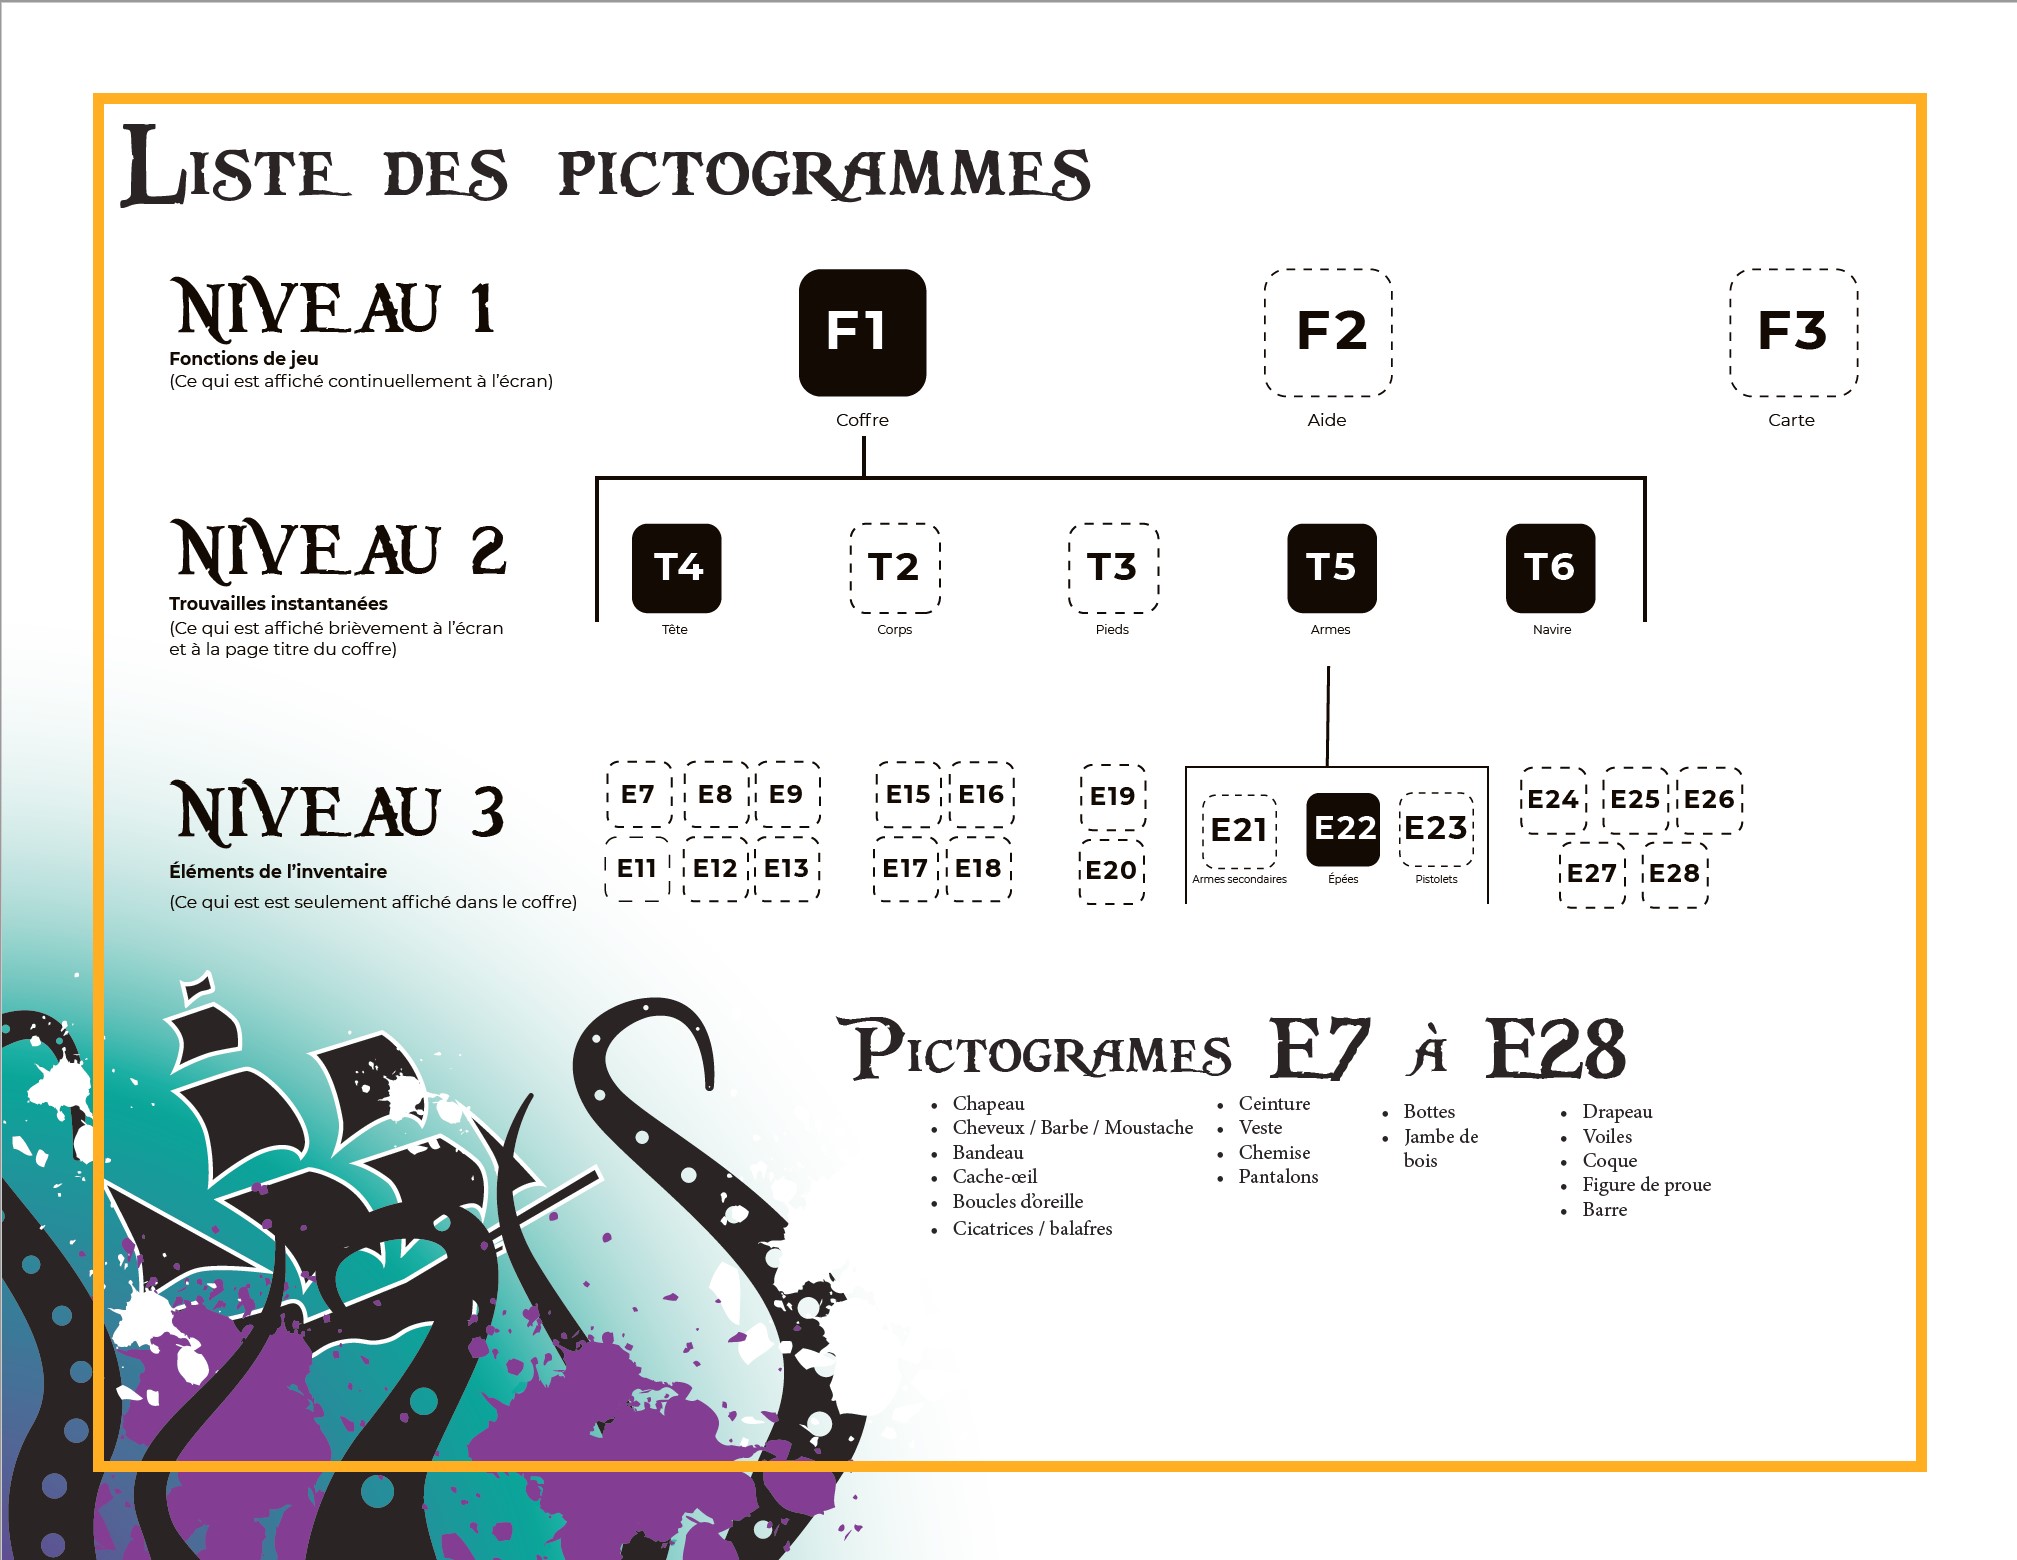 Liste des pictogrammes
NIVEAU 1
Fonctions de jeu
(Ce qui est affiché continuellement à l'écran)
F1
F2
F3
Coffre
Aide
Carte
NIVEAU 2
Trouvailles instantanées
(Ce qui est affiché brièvement à l'écran
et à la page titre du coffre)
T4
T2
T3
T5
T6
Tête
Corps
Pieds
Armes
Navire
NIVEAU 3
Éléments de l'inventaire
(Ce qui est est seulement affiché dans le coffre)
E7 E8 E9
E11 E12 E13
E15 E16
E17 E18
E19
E20
E21 E22 E23
Armes secondaires
Épées
Pistolets
E24 E25 E26
E27 E28
Pictogrames E7 à E28
• Chapeau
• Cheveux / Barbe / Moustache
• Bandeau
• Cache-œil
• Boucles d'oreille
• Cicatrices / balafres
• Ceinture
• Veste
• Chemise
• Pantalons
• Bottes
• Jambe de
bois
• Drapeau
• Voiles
• Coque
• Figure de proue
• Barre